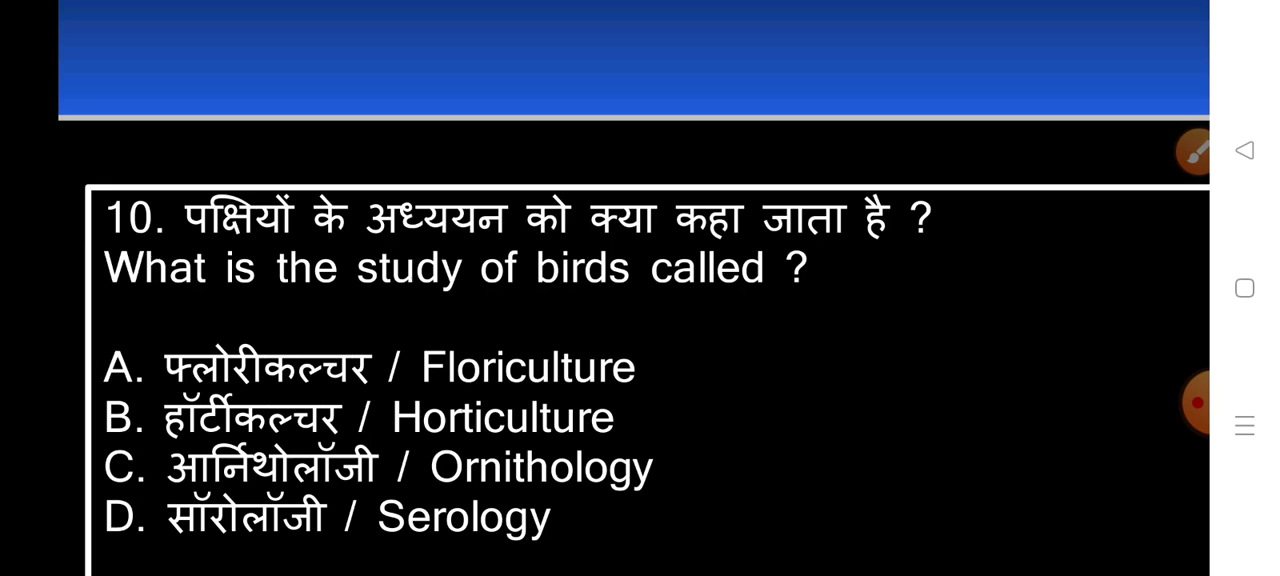 10. पक्षियों के अध्ययन को क्या कहा जाता है ?
What is the study of birds called ?
A. फ्लोरीकल्चर / Floriculture
B. हॉर्टीकल्चर / Horticulture
C. आर्निथोलॉजी / Ornithology
D. सॉरोलॉजी / Serology